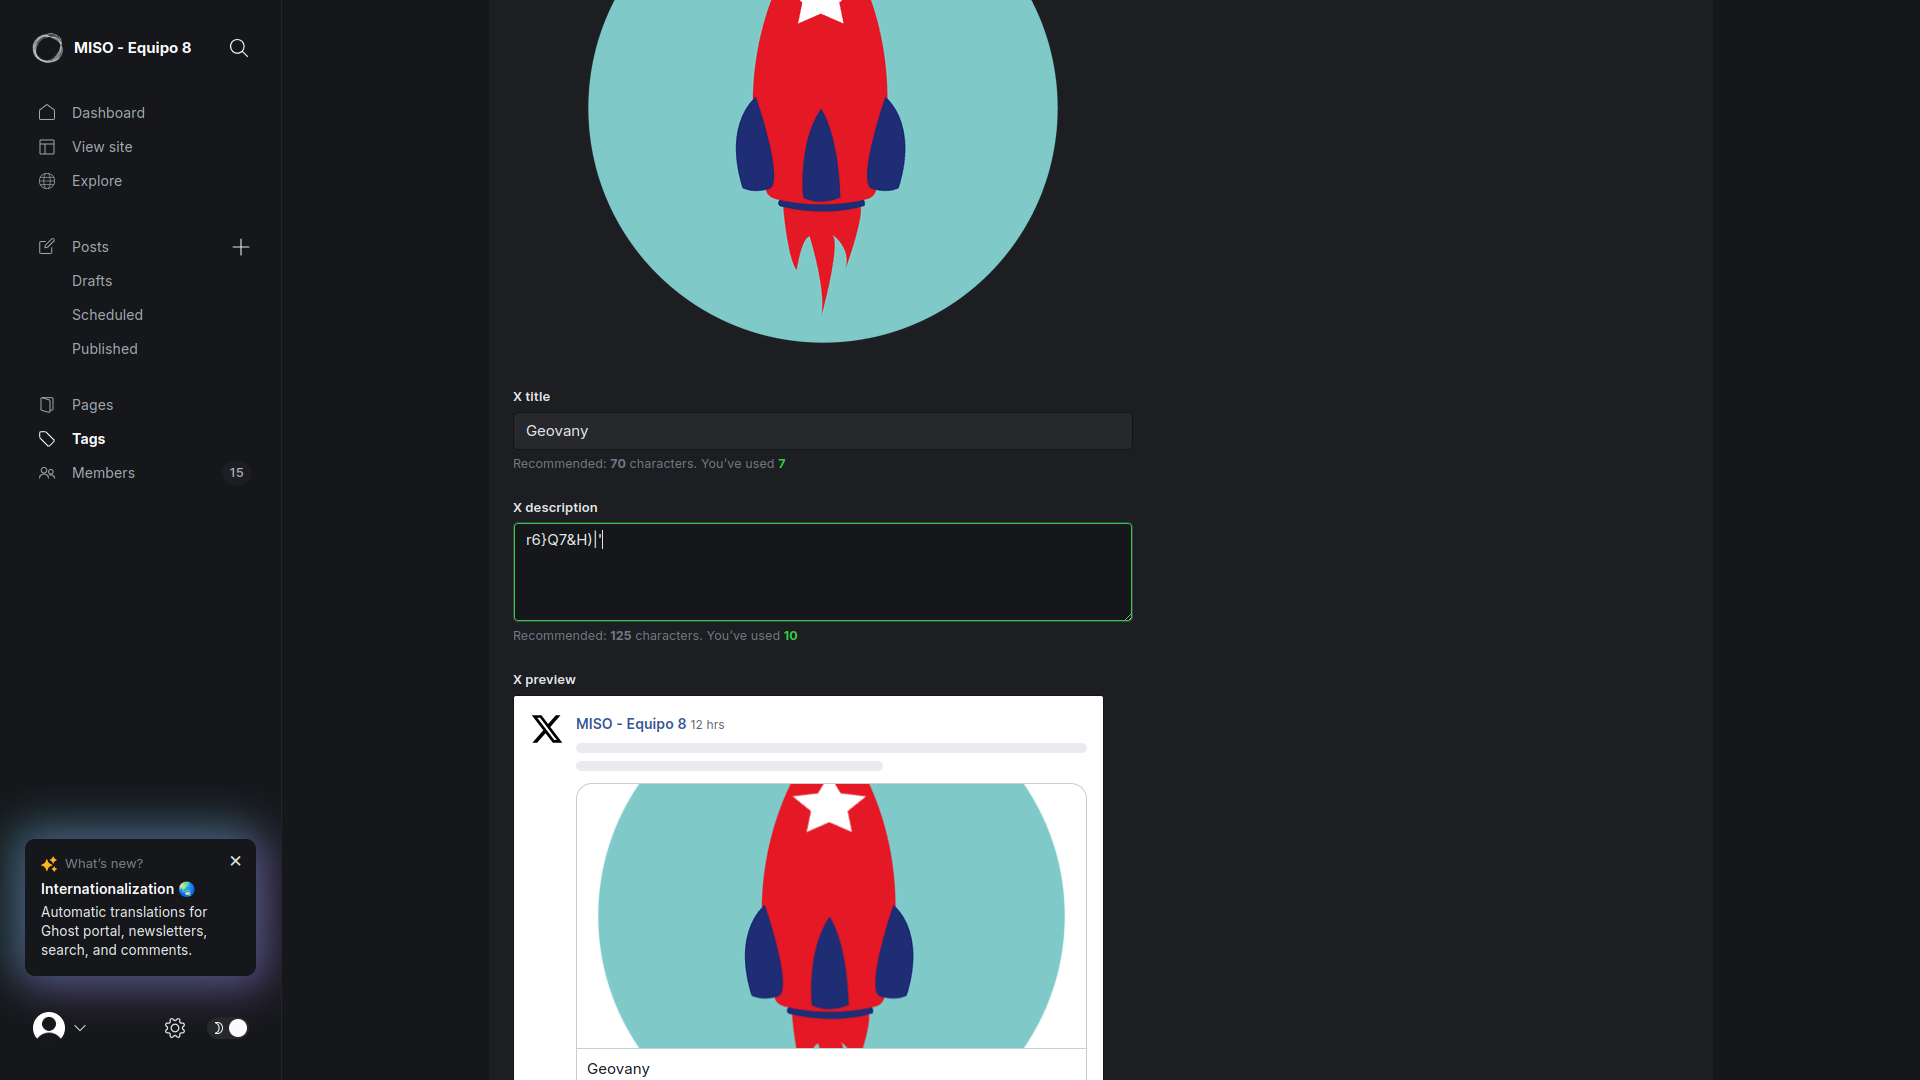 MISO - Equipo 8
Dashboard
View site
Explore
Posts
Drafts
Scheduled
Published
Pages
Tags
Members
15
What's new?
Internationalization
Automatic translations for
Ghost portal, newsletters,
search, and comments.
X title
Geovany
Recommended: 70 characters. You've used 7
X description
r6}Q7&H)|'
Recommended: 125 characters. You've used 10
X preview
MISO - Equipo 8 12 hrs
Geovany